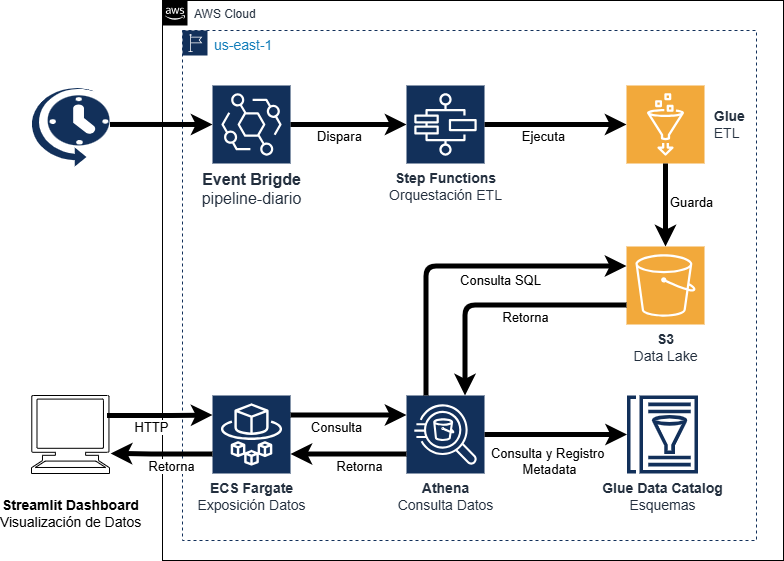 aws
AWS Cloud
us-east-1
Dispara
Ejecuta
Glue
ETL
Event Brigde
pipeline-diario
Step Functions
Orquestación ETL
Guarda
Consulta SQL
Retorna
S3
Data Lake
HTTP
Consulta
Consulta y Registro
Metadata
Retorna
Retorna
Streamlit Dashboard
Visualización de Datos
ECS Fargate
Exposición Datos
Athena
Consulta Datos
Glue Data Catalog
Esquemas